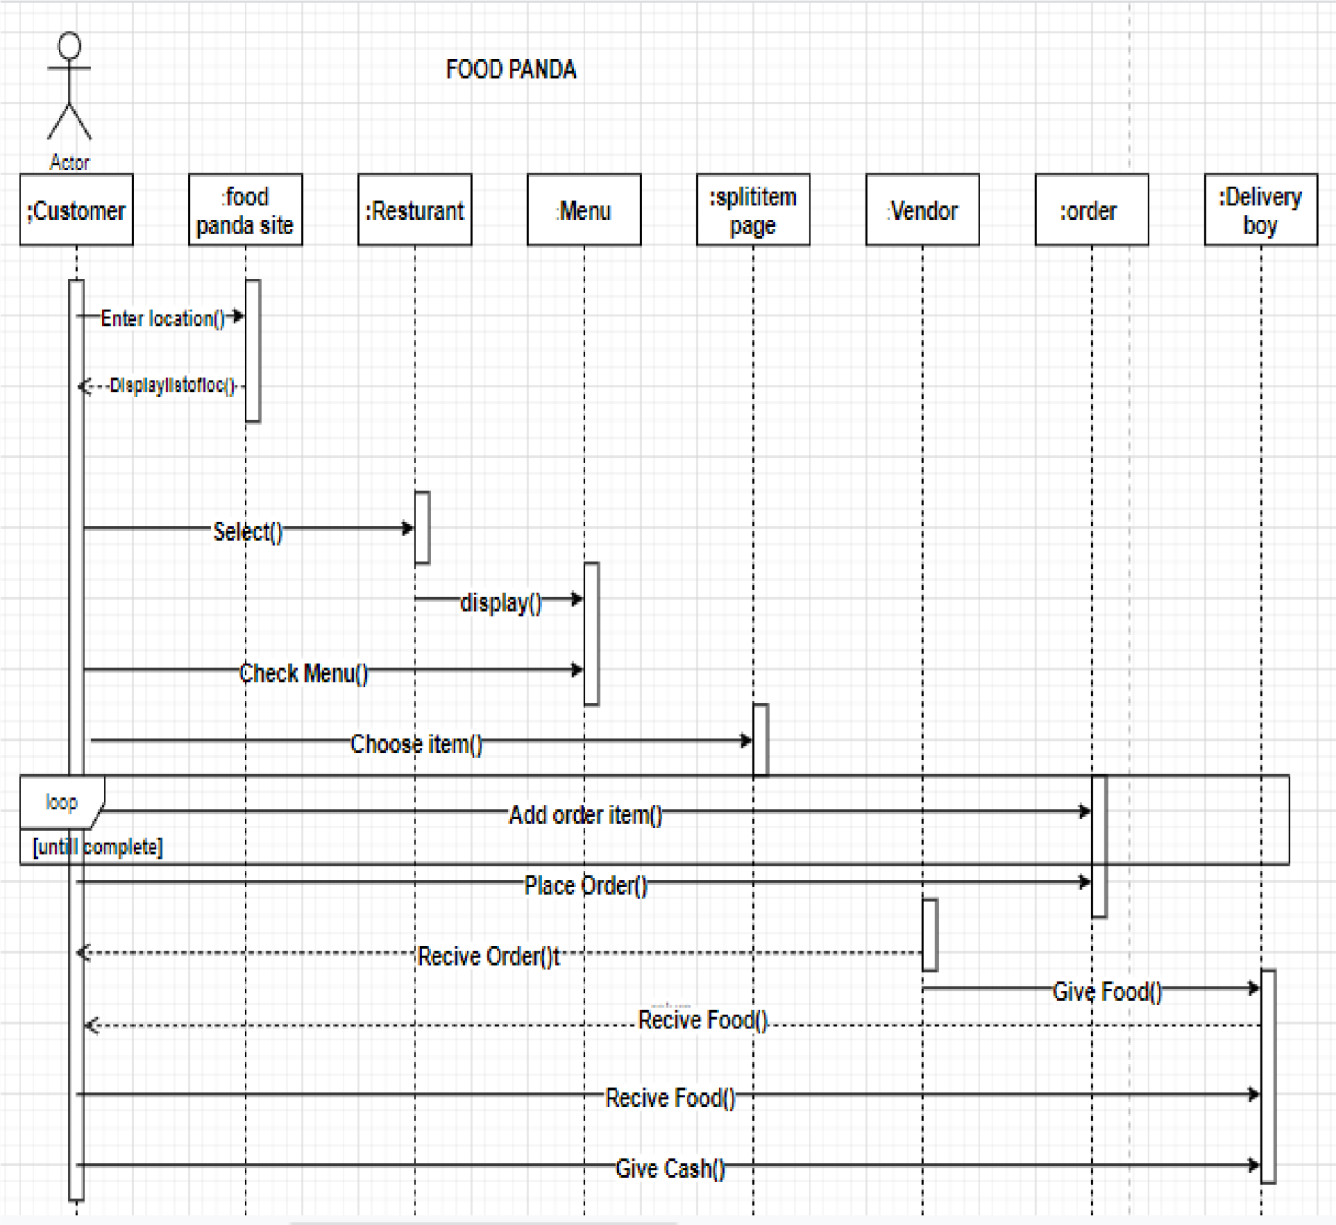 FOOD PANDA
Actor
;Customer
:food
panda site
:Resturant
:Menu
:splititem
page
:Vendor
:order
:Delivery
boy
Enter location()
Displaylistofloc()
Select()
display()
Check Menu()
Choose item()
loop
Add order item()
[untill complete]
Place Order()
Recive Order()t
Give Food()
Recive Food()
Recive Food()
Give Cash()